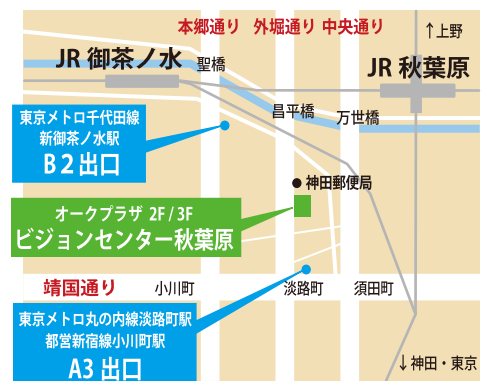 本郷通り 外堀通り 中央通り
↑上野
JR 御茶ノ水
聖橋
JR 秋葉原
昌平橋
万世橋
東京メトロ千代田線
新御茶ノ水駅
B2出口
神田郵便局
オークプラザ 2F / 3F
ビジョンセンター秋葉原
靖国通り
小川町
淡路町
須田町
東京メトロ丸の内線淡路町駅
都営新宿線小川町駅
A3 出口
↓神田・東京